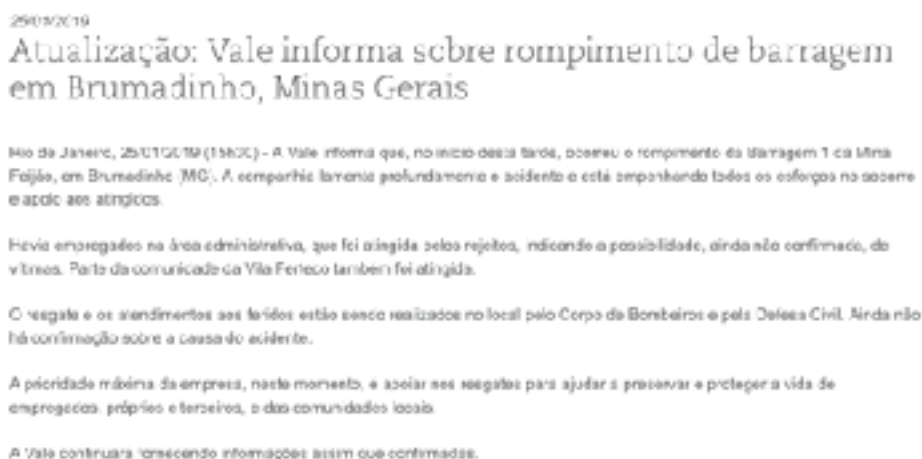 25/01/2019
Atualização: Vale informa sobre rompimento de barragem
em Brumadinho, Minas Gerais
Rio de Janeiro, 25/01/2019 (15h50) - A Vale informa que, no início desta tarde, ocorreu o rompimento da Barragem 1 da Mina
Feijão, em Brumadinho (MG). A companhia lamenta profundamente o acidente e está empenhando todos os esforços no socorro
e apoio aos atingidos.
Havia empregados na área administrativa, que foi atingida pelos rejeitos, indicando a possibilidade, ainda não confirmada, de
vítimas. Parte da comunidade da Vila Ferteco também foi atingida.
O resgate e os atendimentos aos feridos estão sendo realizados no local pelo Corpo de Bombeiros e pela Defesa Civil. Ainda não
há confirmação sobre a causa do acidente.
A prioridade máxima da empresa, neste momento, é apoiar nos resgates para ajudar a preservar e proteger a vida de
empregados, próprios e terceiros, e das comunidades locais.
A Vale continuará fornecendo informações assim que confirmadas.